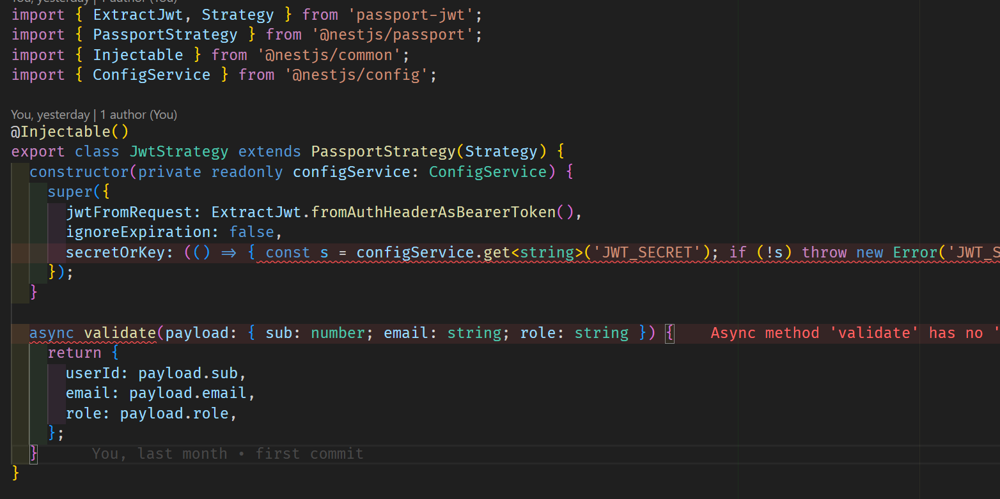 You, yesterday | 1 author (You)
import { ExtractJwt, Strategy } from 'passport-jwt';
import { PassportStrategy } from '@nestjs/passport';
import { Injectable } from '@nestjs/common';
import { ConfigService } from '@nestjs/config';
You, yesterday | 1 author (You)
@Injectable()
export class JwtStrategy extends PassportStrategy(Strategy) {
  constructor(private readonly configService: ConfigService) {
    super({
      jwtFromRequest: ExtractJwt.fromAuthHeaderAsBearerToken(),
      ignoreExpiration: false,
      secretOrKey: (() => { const s = configService.get<string>('JWT_SECRET'); if (!s) throw new Error('JWT_S
    });
  }
  async validate(payload: { sub: number; email: string; role: string }) {    Async method 'validate' has no '
    return {
      userId: payload.sub,
      email: payload.email,
      role: payload.role,
    };
  }      You, last month • first commit
}